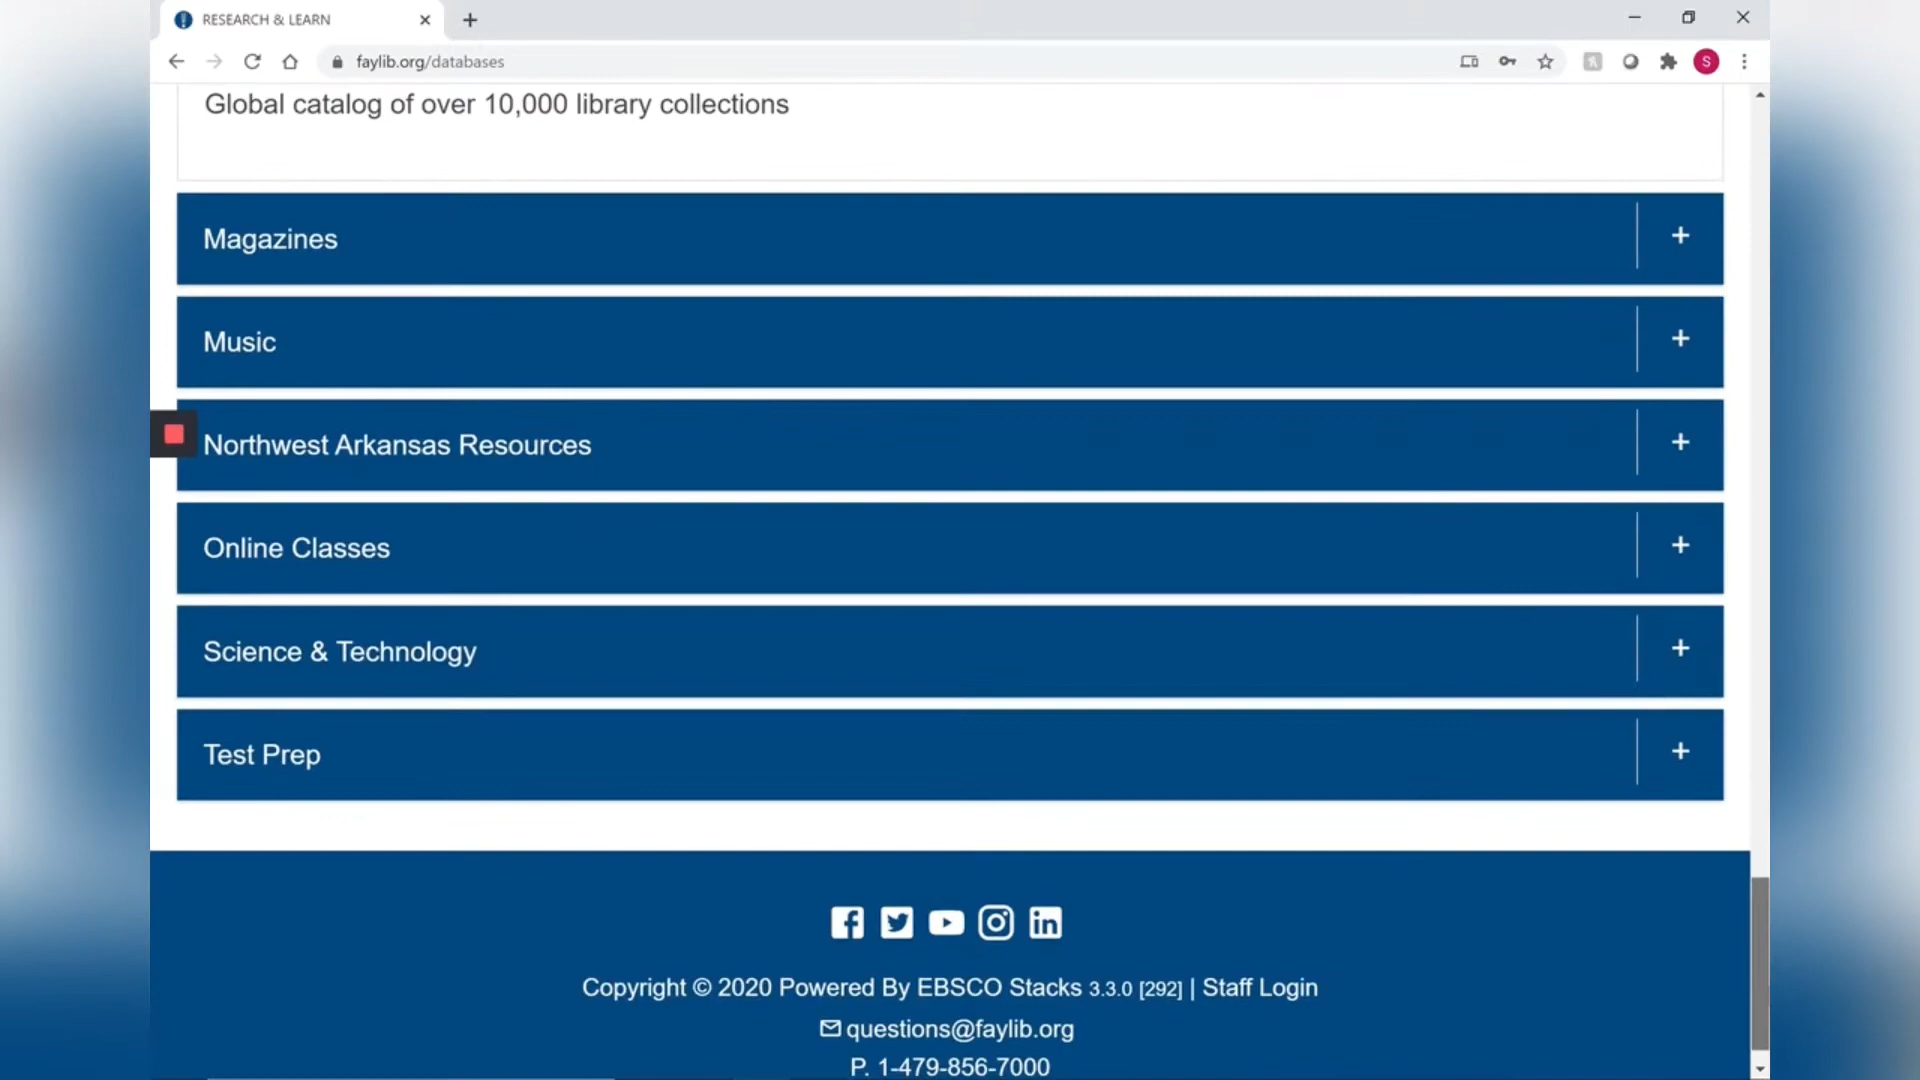 RESEARCH & LEARN
faylib.org/databases
S
Global catalog of over 10,000 library collections
Magazines
Music
Northwest Arkansas Resources
Online Classes
Science & Technology
Test Prep
Copyright © 2020 Powered By EBSCO Stacks 3.3.0 [292] | Staff Login
questions@faylib.org
P. 1-479-856-7000